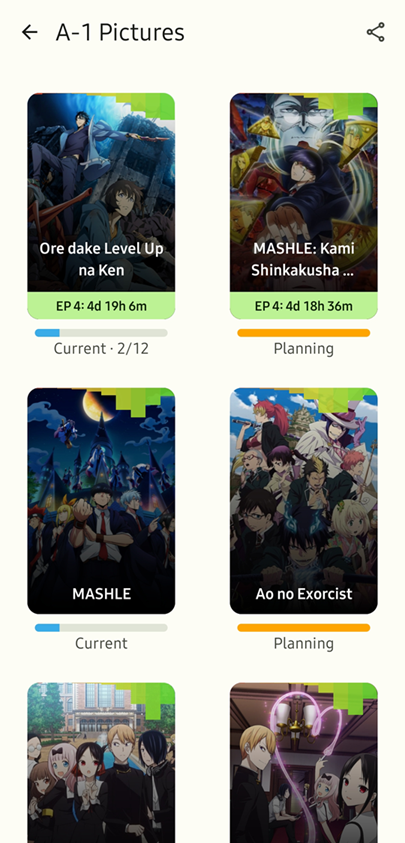 A-1 Pictures
Ore dake Level Up
na Ken
EP 4: 4d 19h 6m
Current · 2/12
MASHLE: Kami
Shinkakusha ...
EP 4: 4d 18h 36m
Planning
MASHLE
Current
Ao no Exorcist
Planning